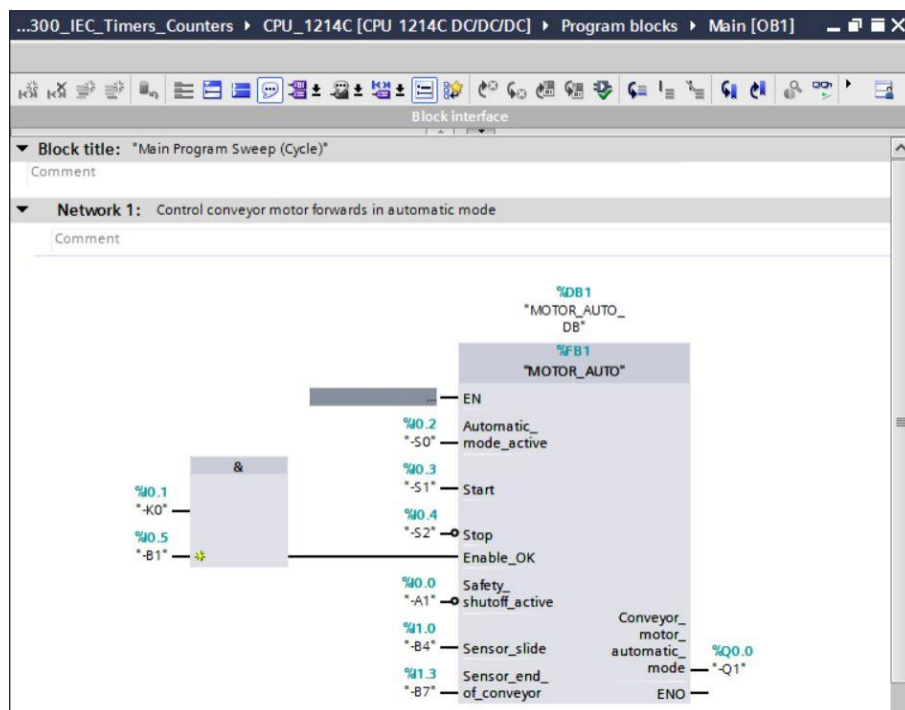 ...300_IEC_Timers_Counters ▸ CPU_1214C [CPU 1214C DC/DC/DC] ▸ Program blocks ▸ Main [OB1]
Block interface
Block title: "Main Program Sweep (Cycle)"
Comment
Network 1: Control conveyor motor forwards in automatic mode
Comment
%DB1
"MOTOR_AUTO_
DB"
%FB1
"MOTOR_AUTO"
... EN
%I0.2
"-S0"
Automatic_
mode_active
%I0.3
"-S1"
Start
%I0.4
"-S2"
Stop
&
%I0.1
"-K0"
%I0.5
"-B1"
Enable_OK
%I0.0
"-A1"
Safety_
shutoff_active
%I1.0
"-B4"
Sensor_slide
%I1.3
"-B7"
Sensor_end_
of_conveyor
Conveyor_
motor_
automatic_
mode
%Q0.0
"-Q1"
ENO